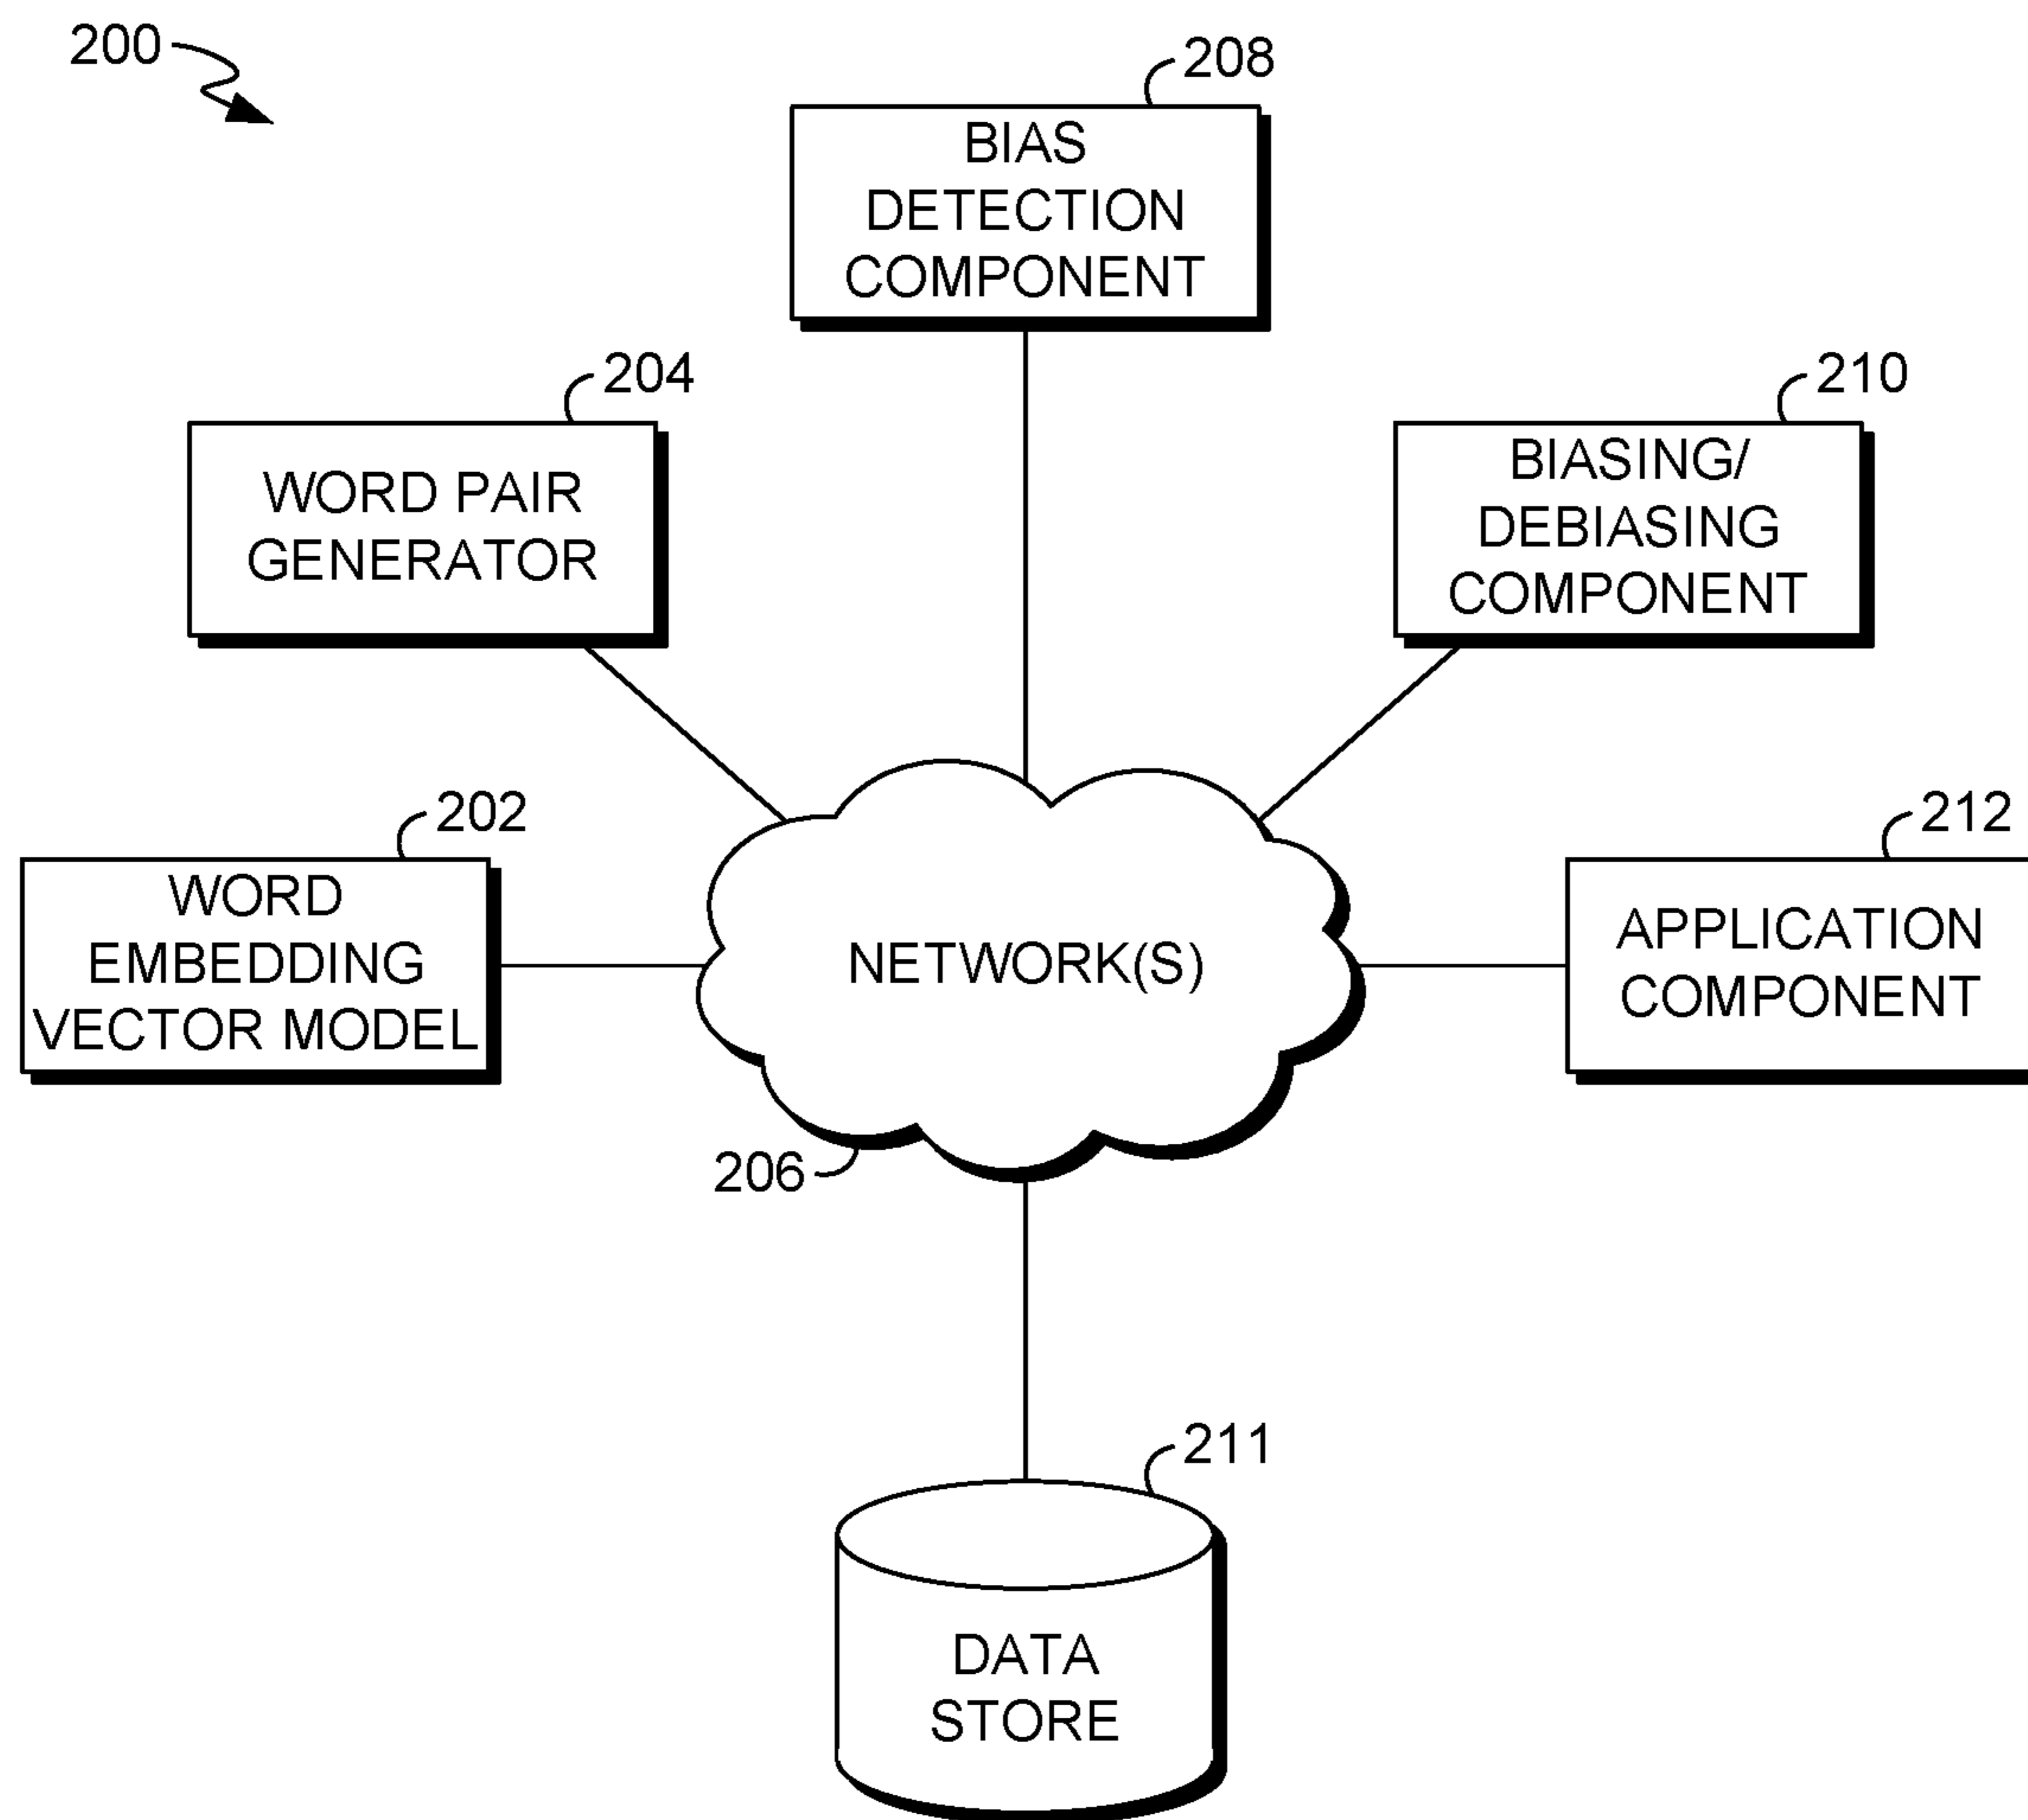 200
208
BIAS
DETECTION
COMPONENT
204
WORD PAIR
GENERATOR
210
BIASING/
DEBIASING
COMPONENT
202
WORD
EMBEDDING
VECTOR MODEL
NETWORK(S)
206
212
APPLICATION
COMPONENT
211
DATA
STORE